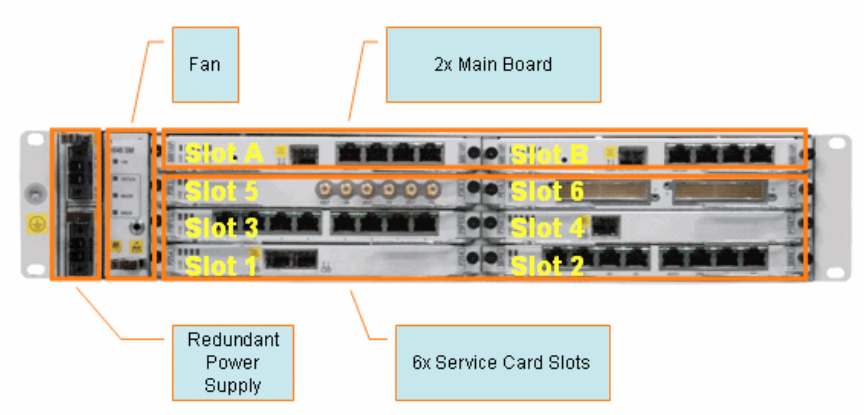 Fan
2x Main Board
Slot A
Slot B
Slot 5
Slot 6
Slot 3
Slot 4
Slot 1
Slot 2
Redundant
Power
Supply
6x Service Card Slots